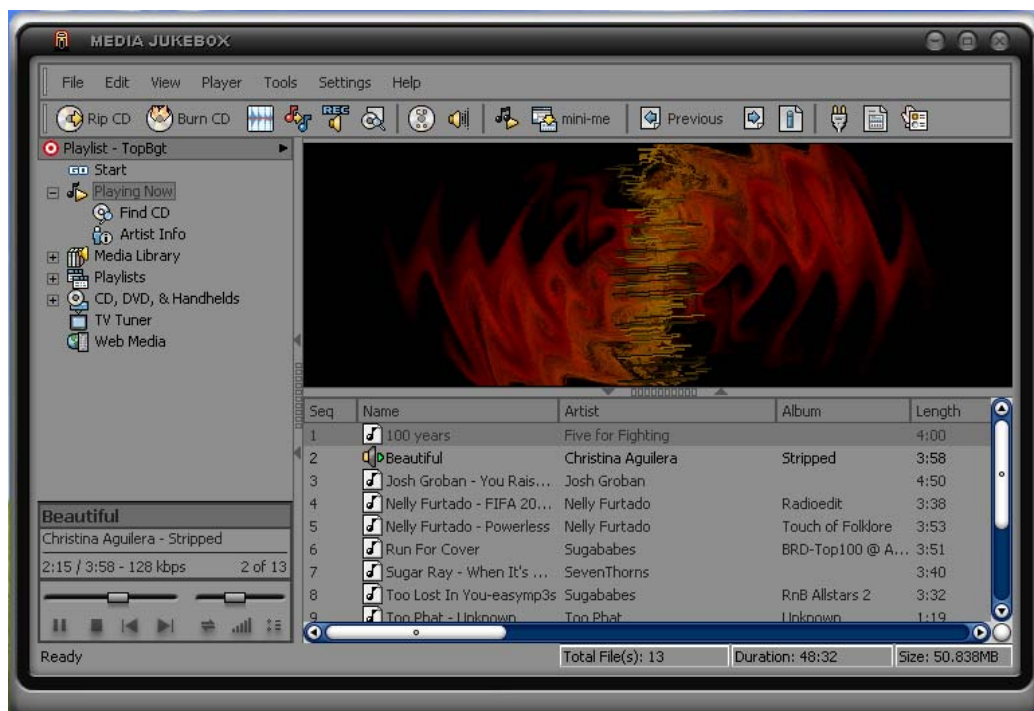 MEDIA JUKEBOX
File Edit View Player Tools Settings Help
Rip CD Burn CD REC mini-me Previous
Playlist - TopBgt
GO Start
Playing Now
Find CD
Artist Info
Media Library
Playlists
CD, DVD, & Handhelds
TV Tuner
Web Media
Seq Name Artist Album Length
1 100 years Five for Fighting 4:00
2 Beautiful Christina Aguilera Stripped 3:58
3 Josh Groban - You Rais... Josh Groban 4:50
4 Nelly Furtado - FIFA 20... Nelly Furtado Radioedit 3:38
5 Nelly Furtado - Powerless Nelly Furtado Touch of Folklore 3:53
6 Run For Cover Sugababes BRD-Top100 @ A... 3:51
7 Sugar Ray - When It's ... SevenThorns 3:40
8 Too Lost In You-easymp3s Sugababes RnB Allstars 2 3:32
9 Too Phat - Unknown Too Phat Unknown 1:19
Beautiful
Christina Aguilera - Stripped
2:15 / 3:58 - 128 kbps 2 of 13
Ready Total File(s): 13 Duration: 48:32 Size: 50.838MB